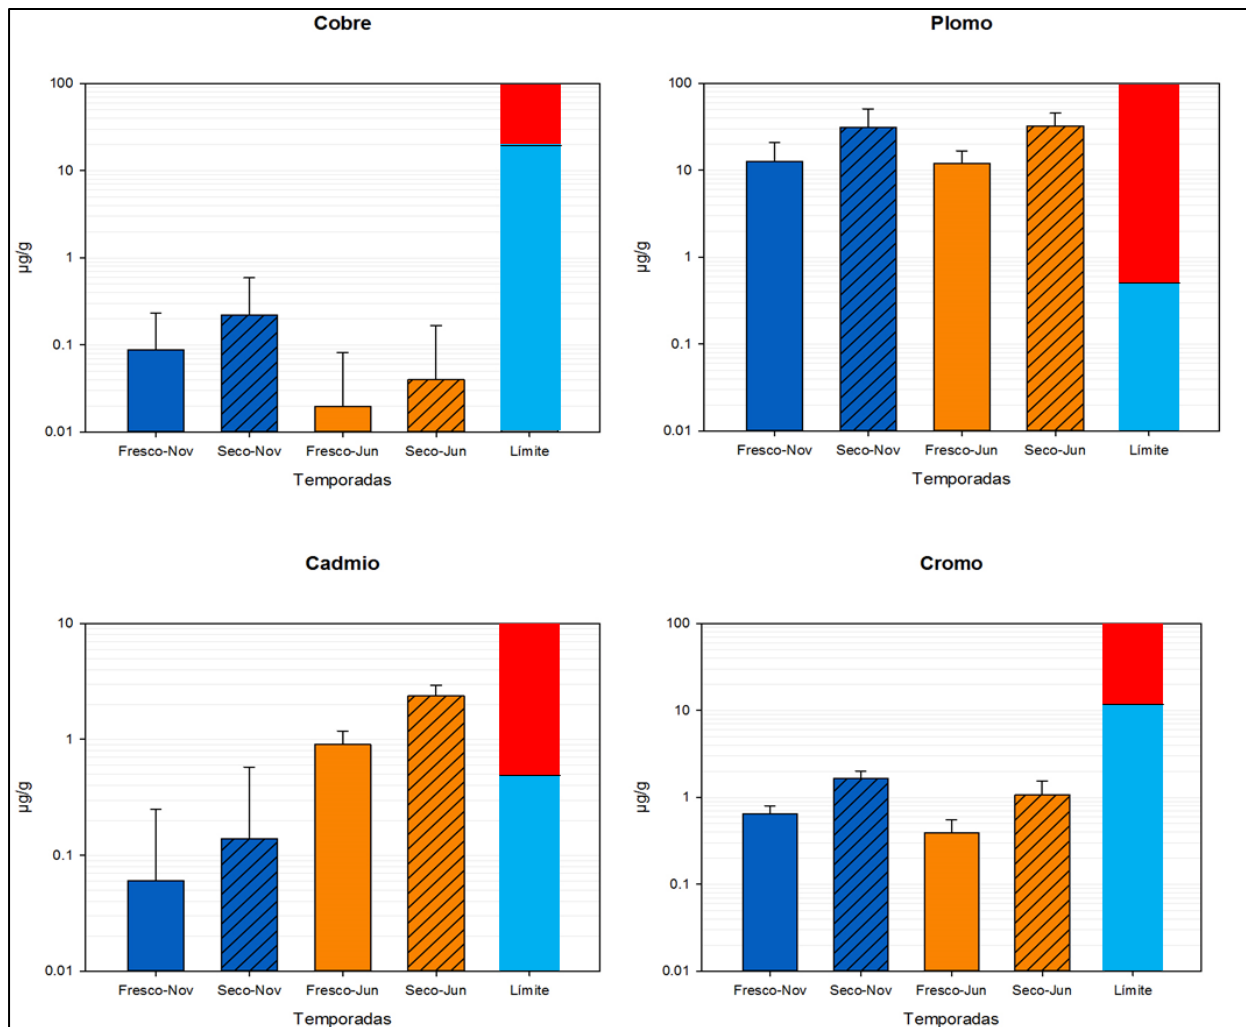 Cobre
100
10
1
0.1
0.01
µg/g
Fresco-Nov Seco-Nov Fresco-Jun Seco-Jun Límite
Temporadas
Plomo
100
10
1
0.1
0.01
µg/g
Fresco-Nov Seco-Nov Fresco-Jun Seco-Jun Límite
Temporadas
Cadmio
10
1
0.1
0.01
µg/g
Fresco-Nov Seco-Nov Fresco-Jun Seco-Jun Límite
Temporadas
Cromo
100
10
1
0.1
0.01
µg/g
Fresco-Nov Seco-Nov Fresco-Jun Seco-Jun Límite
Temporadas